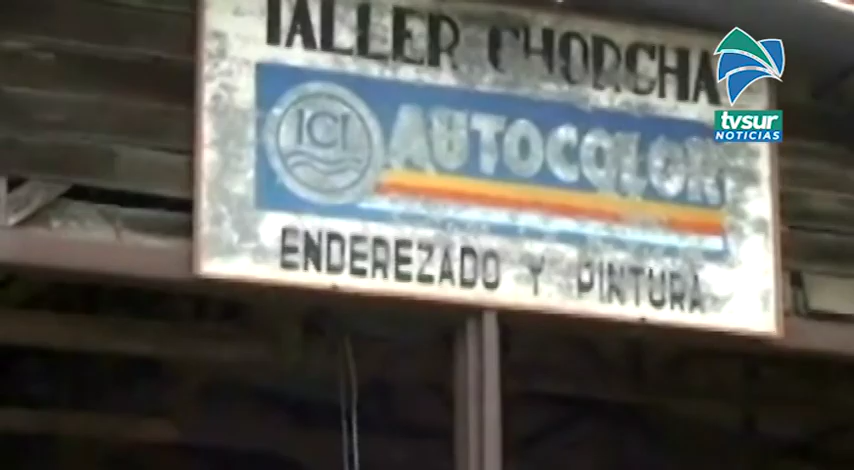 TALLER CHORCHA
ICI AUTOCOLOR
ENDEREZADO Y PINTURA
tvsur
NOTICIAS